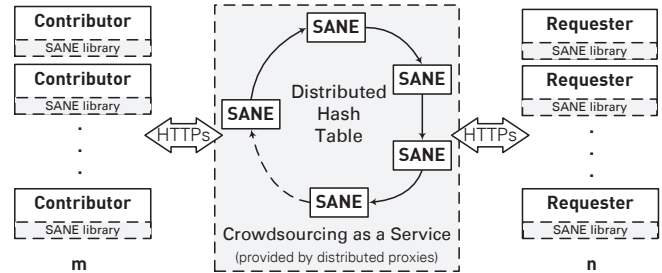 Contributor
SANE library
Contributor
SANE library
.
.
.
Contributor
SANE library
m
HTTPs
SANE
SANE
SANE
SANE
SANE
Distributed
Hash
Table
Crowdsourcing as a Service
(provided by distributed proxies)
HTTPs
Requester
SANE library
Requester
SANE library
.
.
.
Requester
SANE library
n